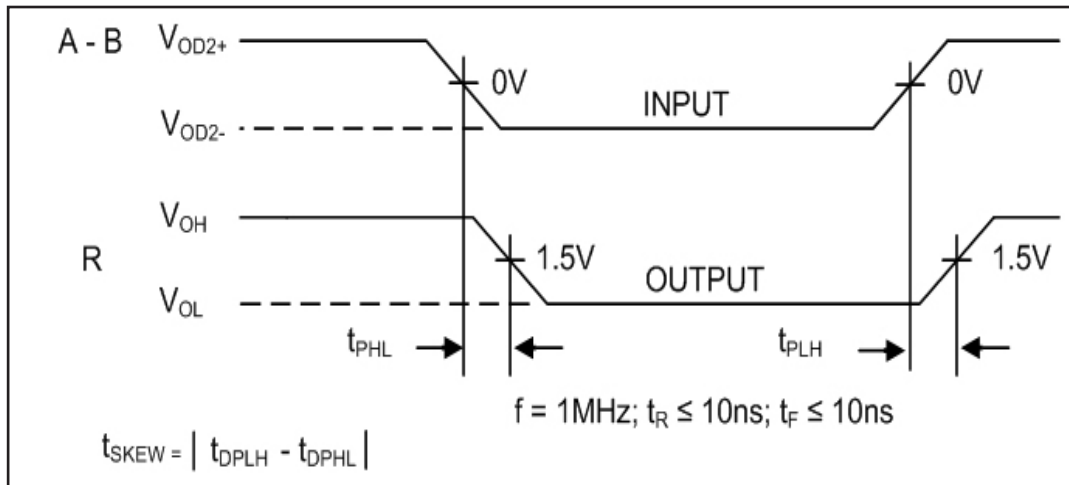 A - B V_OD2+
0V
0V
INPUT
V_OD2-
V_OH
R
1.5V
1.5V
OUTPUT
V_OL
t_PHL
t_PLH
f = 1MHz; t_R ≤ 10ns; t_F ≤ 10ns
t_SKEW = | t_DPLH - t_DPHL |